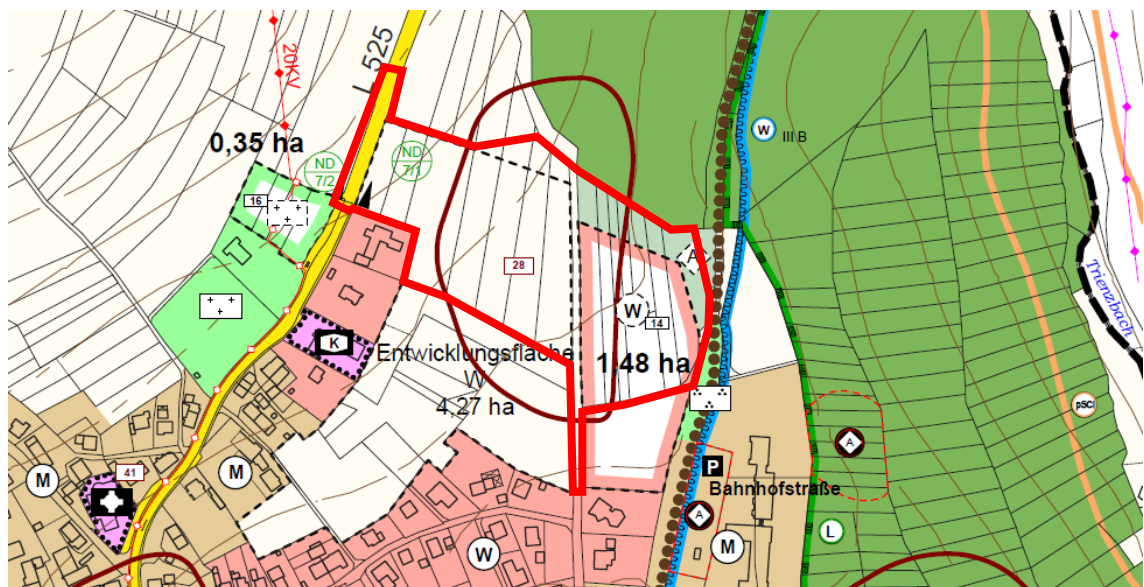 L 525
20KV
0,35 ha
ND
7/2
ND
7/1
W
III B
16
28
A
W
14
K
Entwicklungsfläche
W
4,27 ha
1,48 ha
Trienzbach
p5Cl
A
M
41
M
P
Bahnhofstraße
A
M
W
L